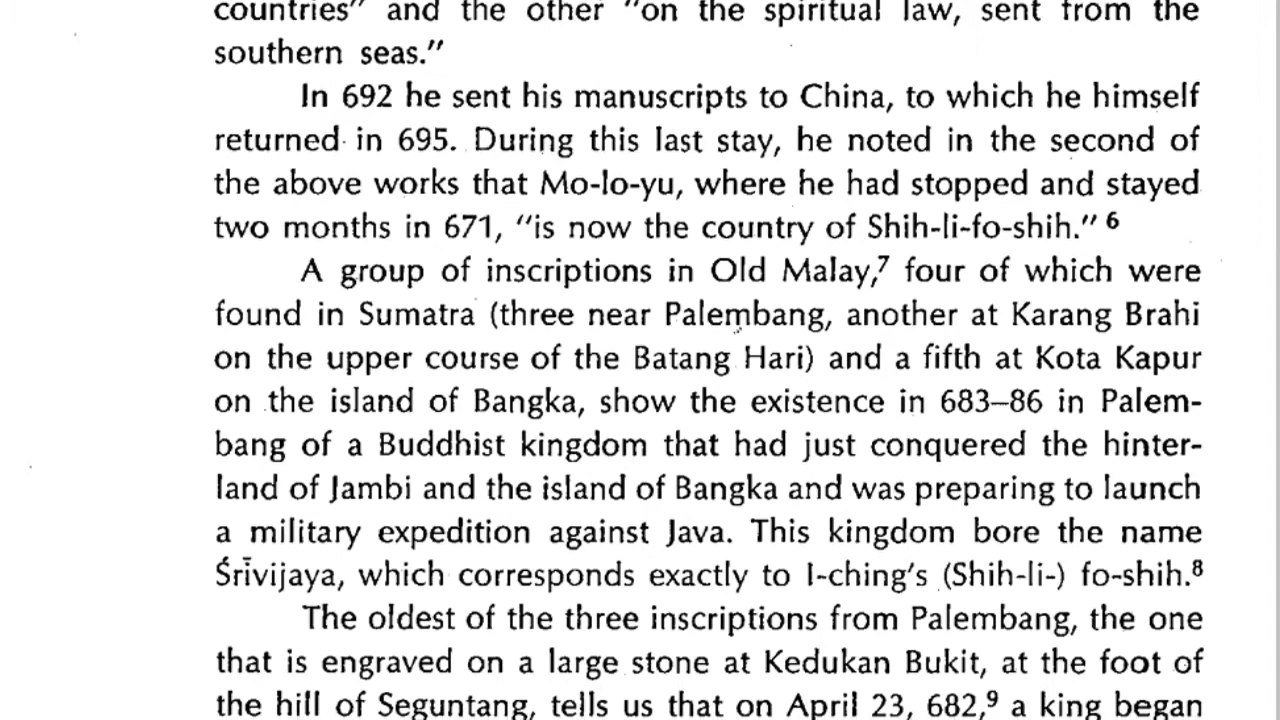 countries" and the other "on the spiritual law, sent from the
southern seas."
In 692 he sent his manuscripts to China, to which he himself
returned in 695. During this last stay, he noted in the second of
the above works that Mo-lo-yu, where he had stopped and stayed
two months in 671, "is now the country of Shih-li-fo-shih." 6
A group of inscriptions in Old Malay,7 four of which were
found in Sumatra (three near Palembang, another at Karang Brahi
on the upper course of the Batang Hari) and a fifth at Kota Kapur
on the island of Bangka, show the existence in 683–86 in Palem-
bang of a Buddhist kingdom that had just conquered the hinter-
land of Jambi and the island of Bangka and was preparing to launch
a military expedition against Java. This kingdom bore the name
Śrīvijaya, which corresponds exactly to I-ching's (Shih-li-) fo-shih.8
The oldest of the three inscriptions from Palembang, the one
that is engraved on a large stone at Kedukan Bukit, at the foot of
the hill of Seguntang, tells us that on April 23, 682,9 a king began